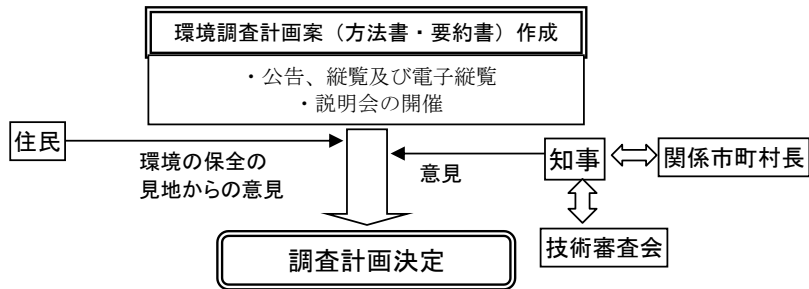 環境調査計画案（方法書・要約書）作成
・公告、縦覧及び電子縦覧
・説明会の開催
住民
環境の保全の
見地からの意見
意見
知事
関係市町村長
技術審査会
調査計画決定